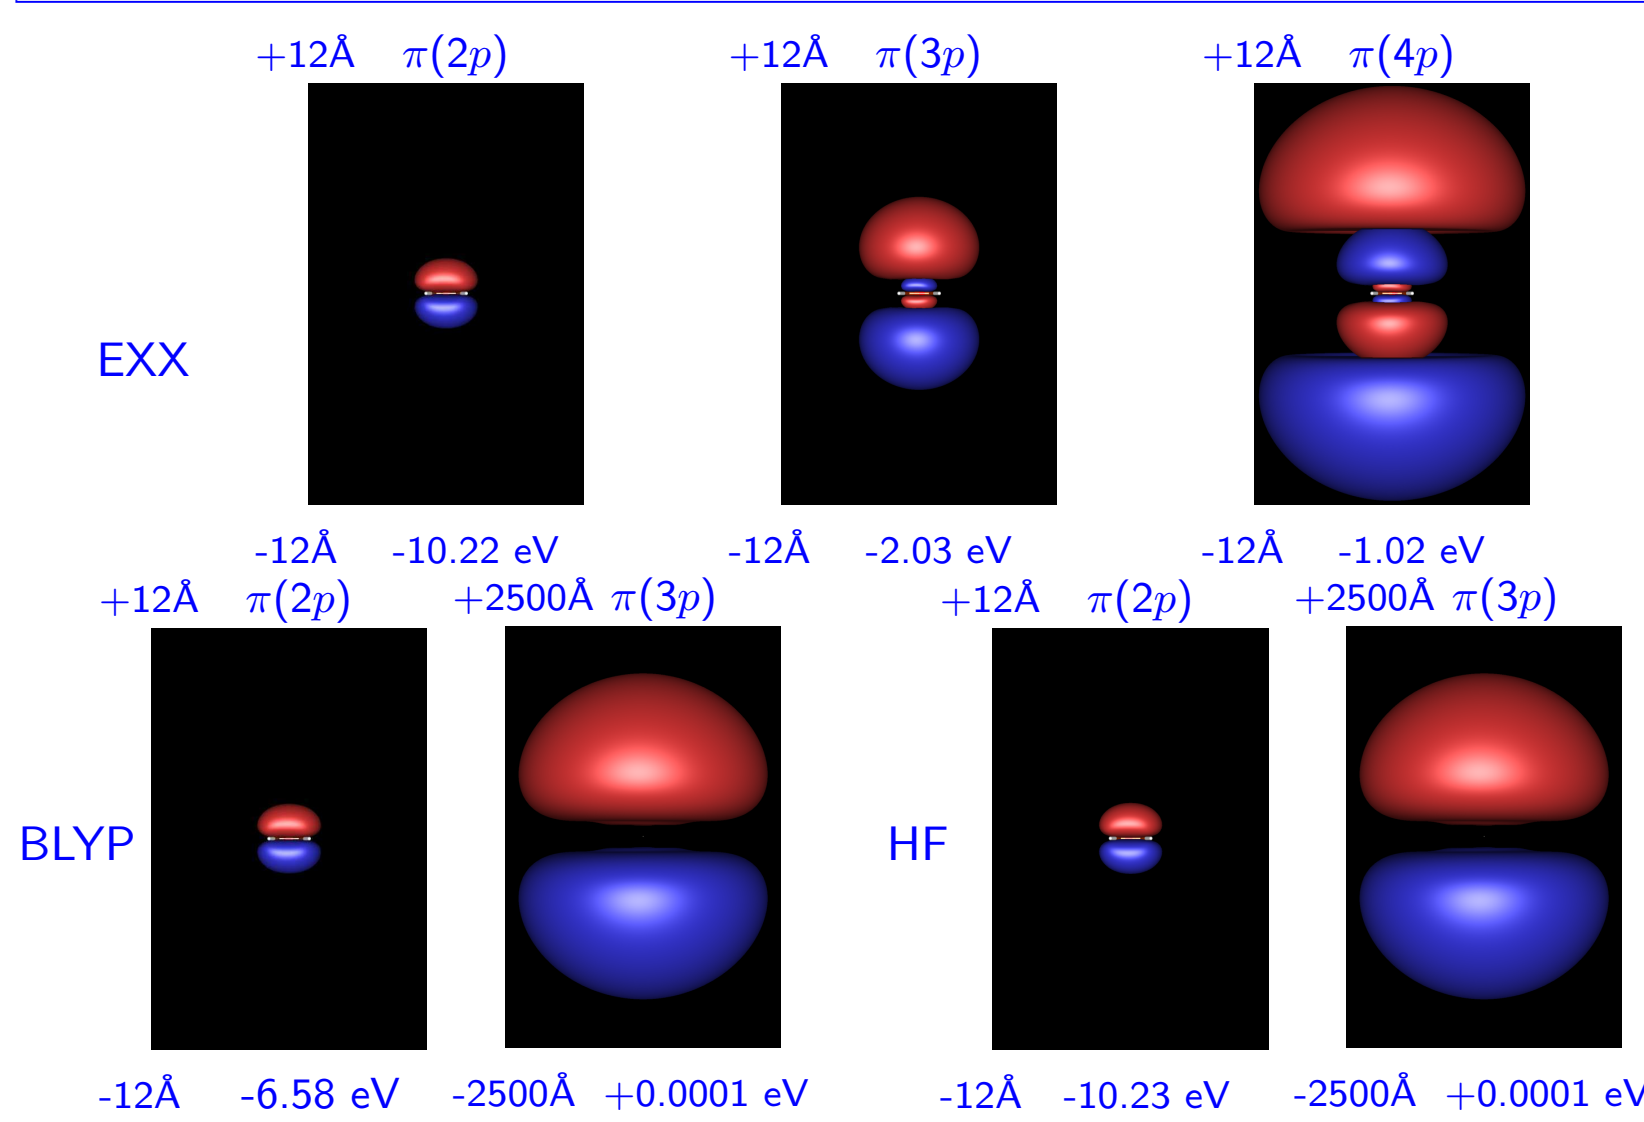 +12Å π(2p) +12Å π(3p) +12Å π(4p)
EXX
-12Å -10.22 eV -12Å -2.03 eV -12Å -1.02 eV
+12Å π(2p) +2500Å π(3p) +12Å π(2p) +2500Å π(3p)
BLYP HF
-12Å -6.58 eV -2500Å +0.0001 eV -12Å -10.23 eV -2500Å +0.0001 eV